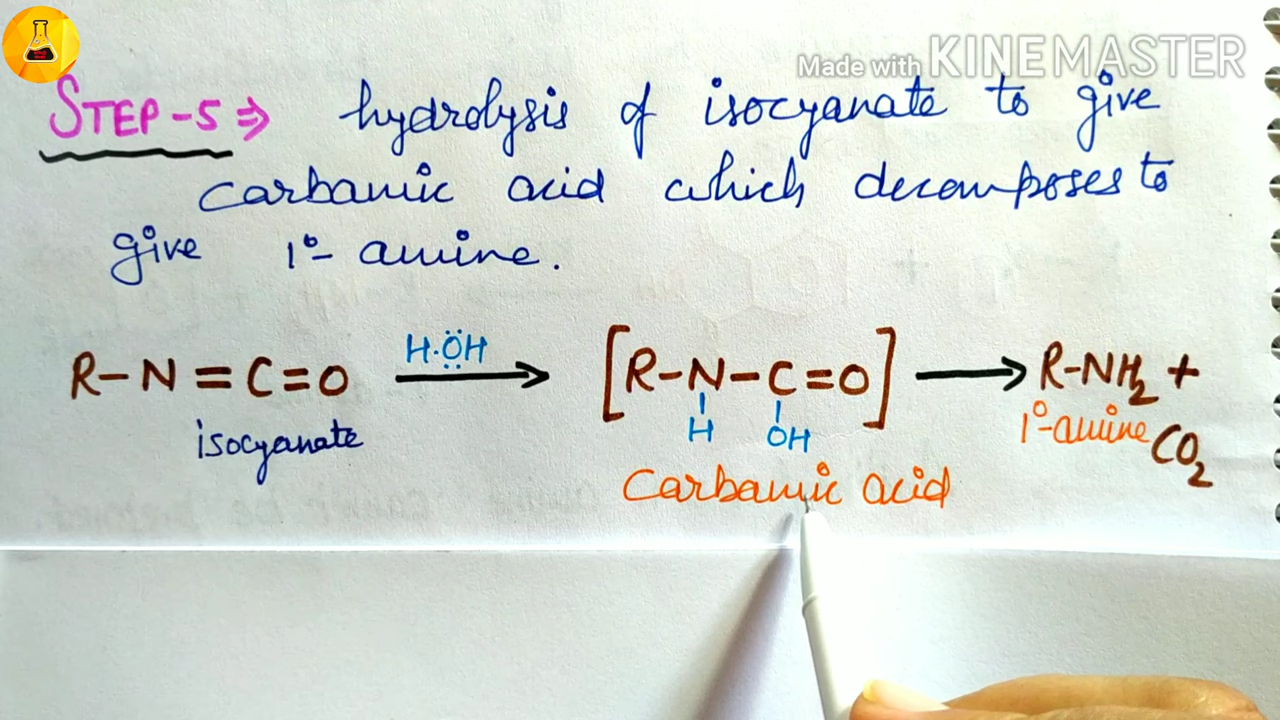 Made with KINEMASTER
STEP-5 ⇒ hydrolysis of isocyanate to give
carbamic acid which decomposes to
give 1°- amine.
R-N=C=O H·ÖH → [R-N-C=O] → R-NH₂ +
H OH
isocyanate
1°-amine CO₂
Carbamic acid